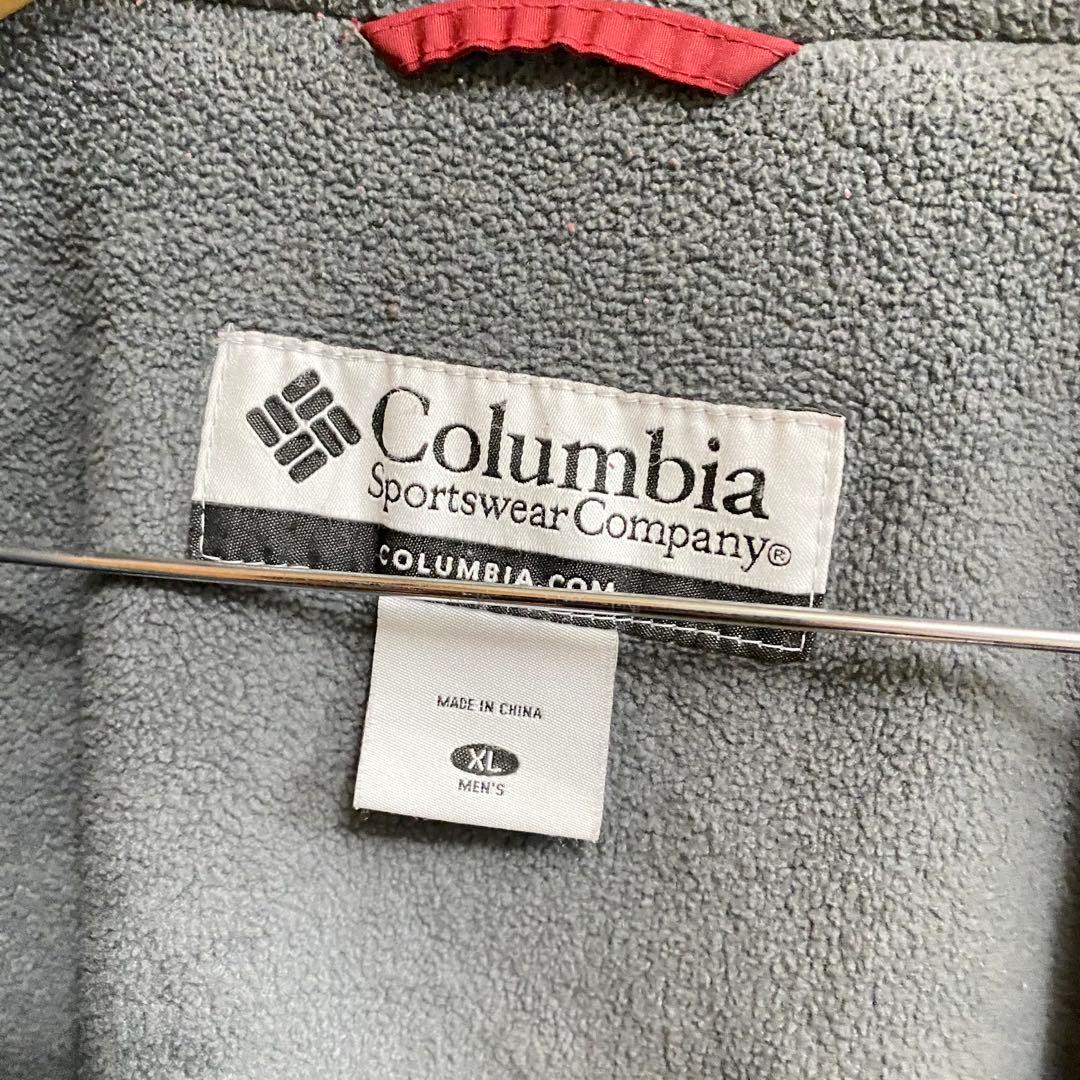 Columbia
Sportswear Company®
COLUMBIA.COM
MADE IN CHINA
XL
MEN'S